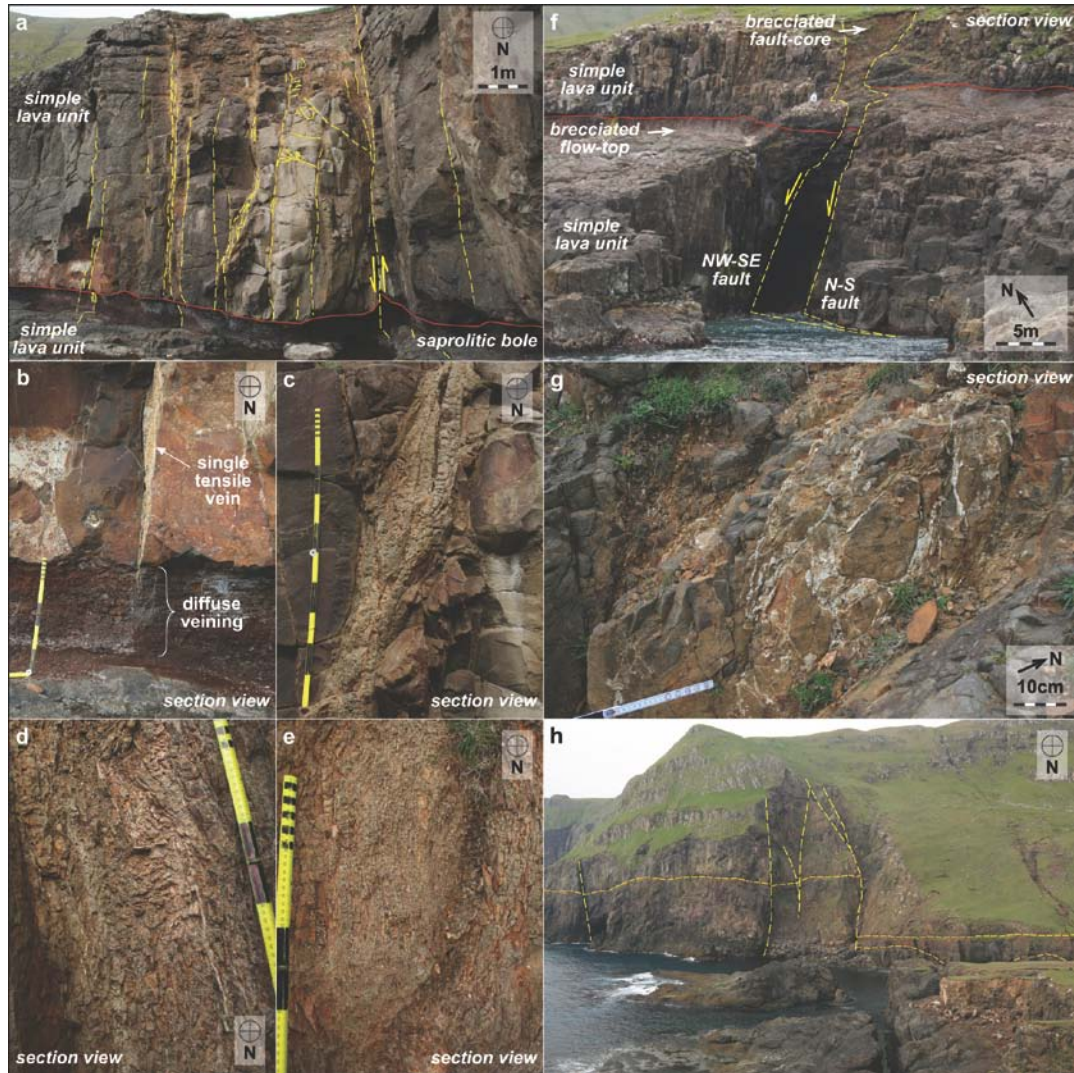 a
N
1m
simple
lava unit
simple
lava unit
saprolitic bole
b
N
single
tensile
vein
diffuse
veining
section view
c
N
section view
d
N
section view
e
N
section view
f
section view
brecciated
fault-core
simple
lava unit
brecciated
flow-top
simple
lava unit
NW-SE
fault
N-S
fault
N
5m
g
section view
N
10cm
h
N